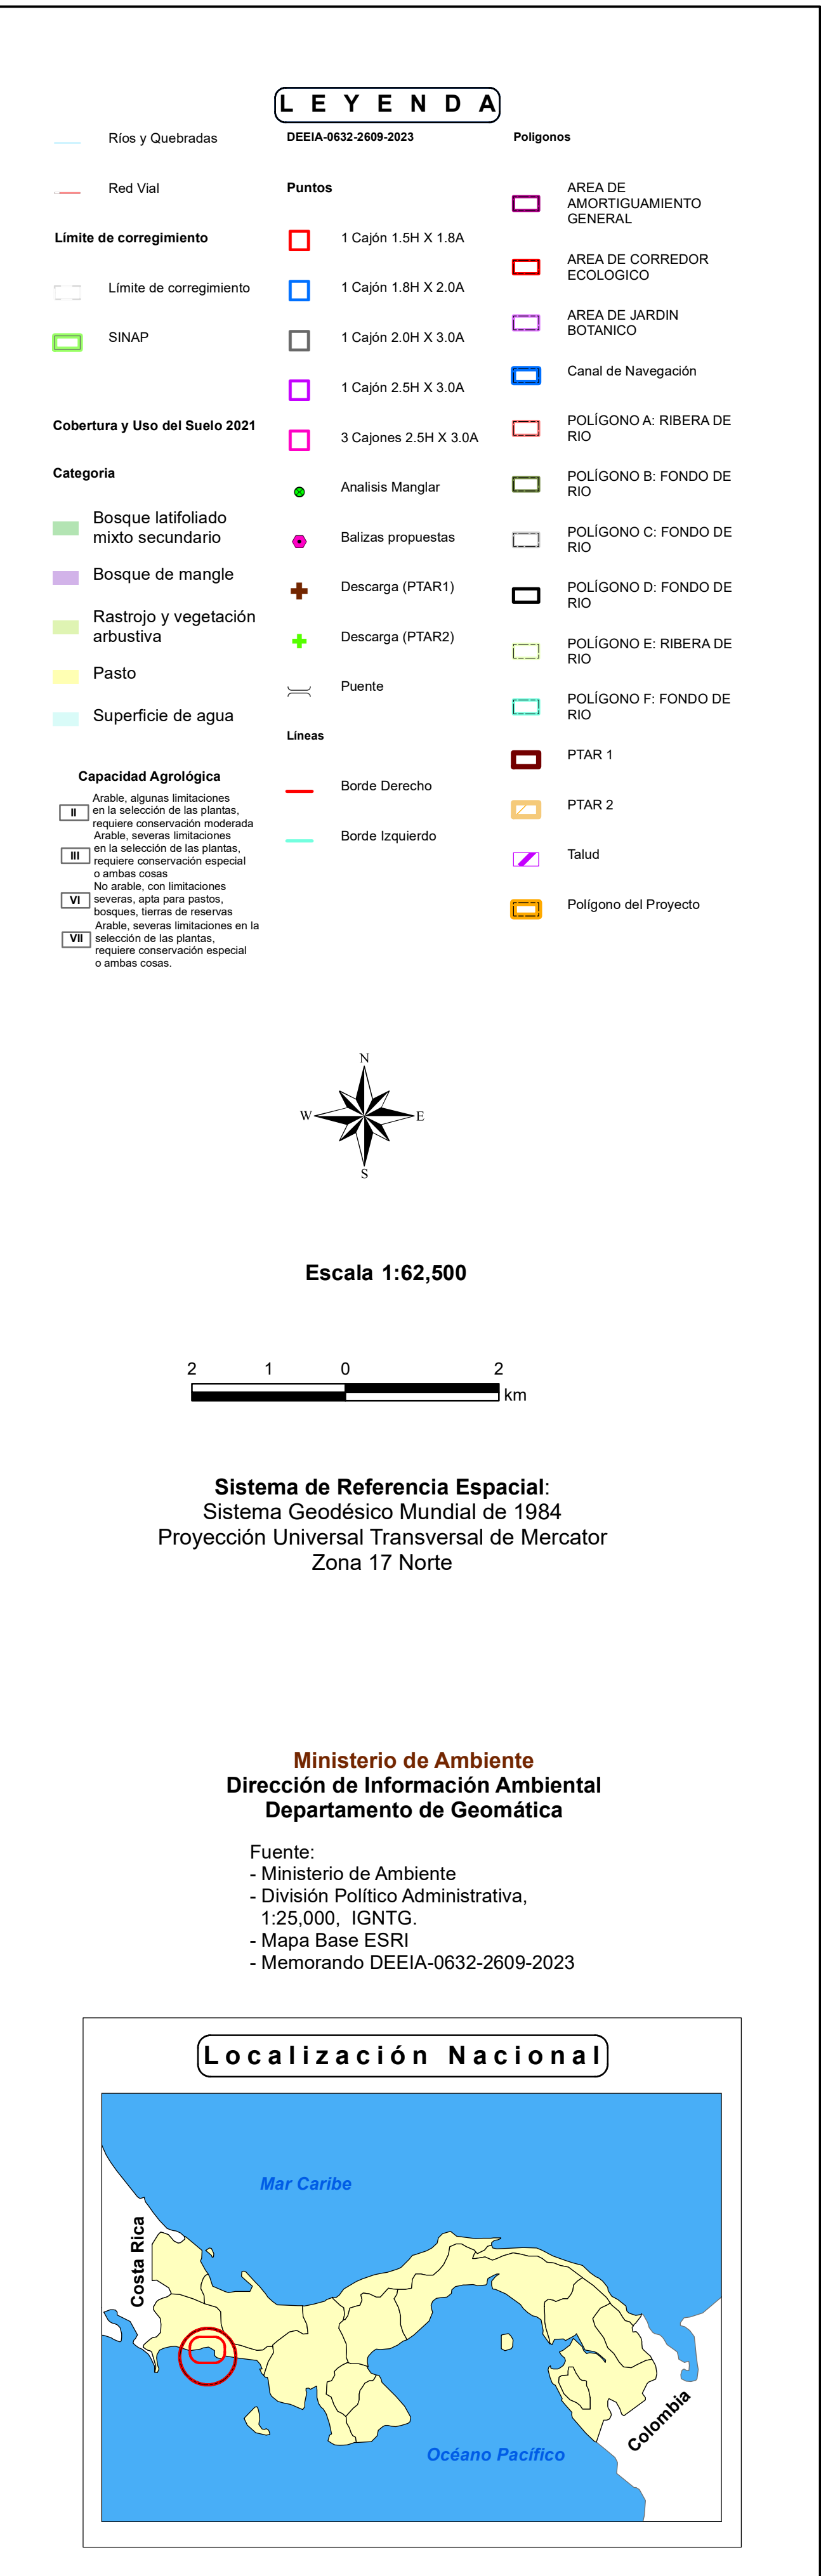 L E Y E N D A
Ríos y Quebradas
Red Vial
Límite de corregimiento
Límite de corregimiento
SINAP
Cobertura y Uso del Suelo 2021
Categoria
Bosque latifoliado
mixto secundario
Bosque de mangle
Rastrojo y vegetación
arbustiva
Pasto
Superficie de agua
Capacidad Agrológica
II
Arable, algunas limitaciones
en la selección de las plantas,
requiere conservación moderada
III
Arable, severas limitaciones
en la selección de las plantas,
requiere conservación especial
o ambas cosas
VI
No arable, con limitaciones
severas, apta para pastos,
bosques, tierras de reservas
VII
Arable, severas limitaciones en la
selección de las plantas,
requiere conservación especial
o ambas cosas.
DEEIA-0632-2609-2023
Puntos
1 Cajón 1.5H X 1.8A
1 Cajón 1.8H X 2.0A
1 Cajón 2.0H X 3.0A
1 Cajón 2.5H X 3.0A
3 Cajones 2.5H X 3.0A
Analisis Manglar
Balizas propuestas
Descarga (PTAR1)
Descarga (PTAR2)
Puente
Líneas
Borde Derecho
Borde Izquierdo
Poligonos
AREA DE
AMORTIGUAMIENTO
GENERAL
AREA DE CORREDOR
ECOLOGICO
AREA DE JARDIN
BOTANICO
Canal de Navegación
POLÍGONO A: RIBERA DE
RIO
POLÍGONO B: FONDO DE
RIO
POLÍGONO C: FONDO DE
RIO
POLÍGONO D: FONDO DE
RIO
POLÍGONO E: RIBERA DE
RIO
POLÍGONO F: FONDO DE
RIO
PTAR 1
PTAR 2
Talud
Polígono del Proyecto
N
W
E
S
Escala 1:62,500
2 1 0 2
km
Sistema de Referencia Espacial:
Sistema Geodésico Mundial de 1984
Proyección Universal Transversal de Mercator
Zona 17 Norte
Ministerio de Ambiente
Dirección de Información Ambiental
Departamento de Geomática
Fuente:
- Ministerio de Ambiente
- División Político Administrativa,
1:25,000, IGNTG.
- Mapa Base ESRI
- Memorando DEEIA-0632-2609-2023
Localización Nacional
Mar Caribe
Costa Rica
Colombia
Océano Pacífico